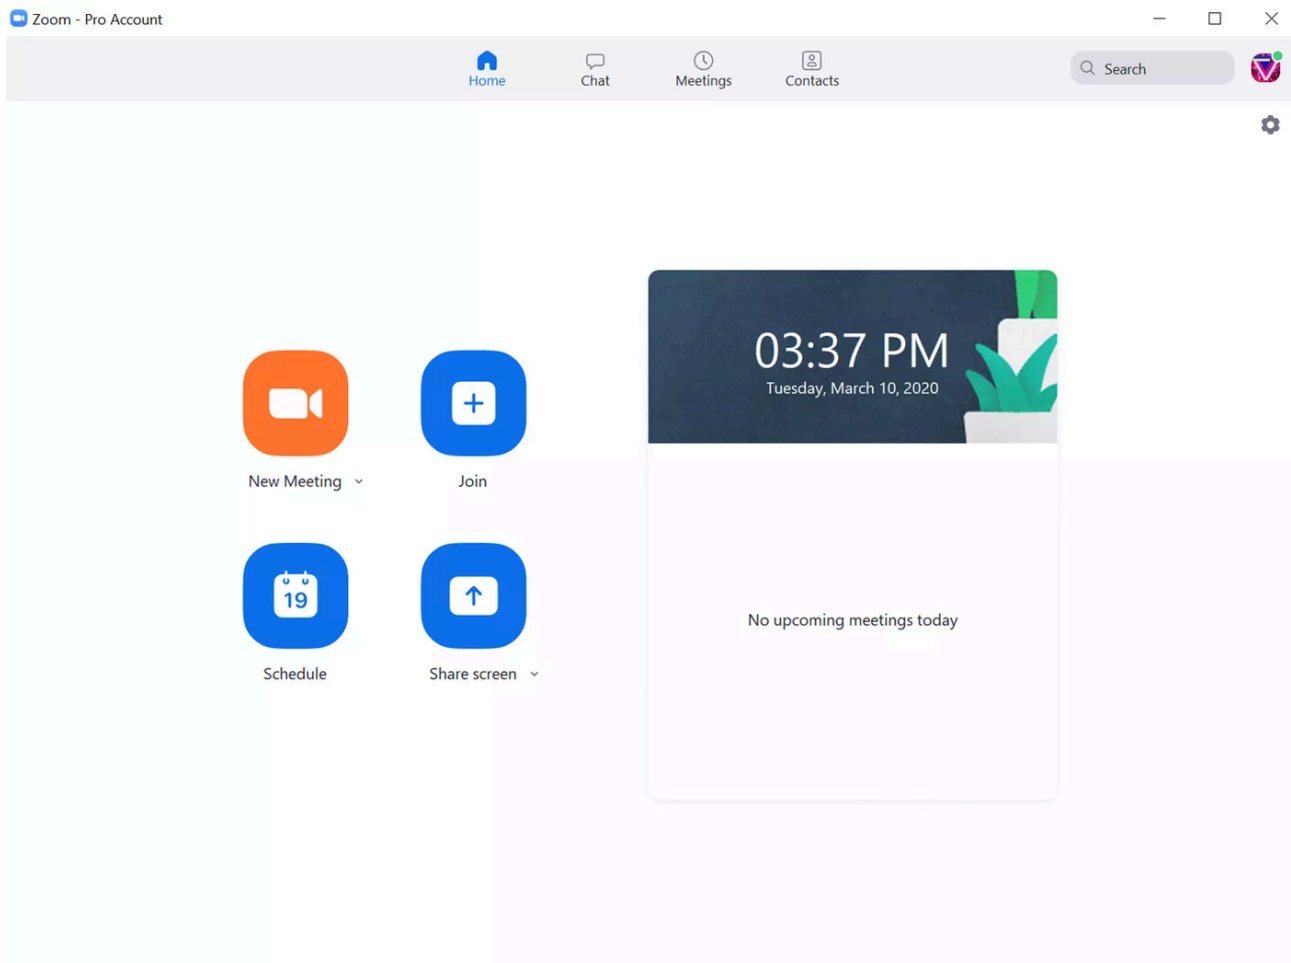 Zoom - Pro Account
Home
Chat
Meetings
Contacts
Search
03:37 PM
Tuesday, March 10, 2020
New Meeting
Join
19
Schedule
Share screen
No upcoming meetings today